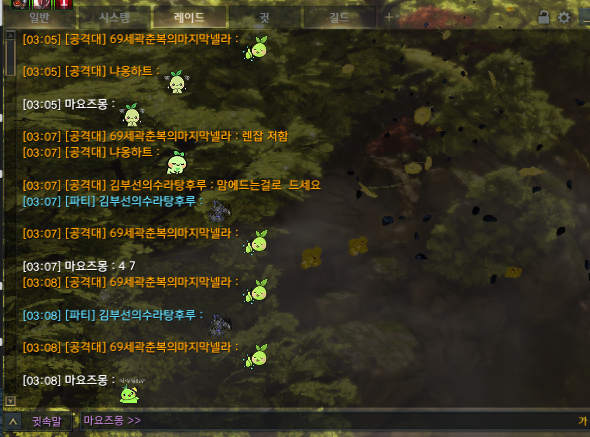 일반 시스템 레이드 귓 길드 +
[03:05] [공격대] 69세곽춘복의마지막넬라 :
[03:05] [공격대] 냐옹하트 :
[03:05] 마요즈몽 :
[03:07] [공격대] 69세곽춘복의마지막넬라 : 렌잡 저함
[03:07] [공격대] 냐옹하트 :
[03:07] [공격대] 김부선의수라탕후루 : 맘에드는걸로 드세요
[03:07] [파티] 김부선의수라탕후루 :
[03:07] [공격대] 69세곽춘복의마지막넬라 :
[03:07] 마요즈몽 : 4 7
[03:08] [공격대] 69세곽춘복의마지막넬라 :
[03:08] [파티] 김부선의수라탕후루 :
[03:08] [공격대] 69세곽춘복의마지막넬라 :
[03:08] 마요즈몽 :
귓속말 마요즈몽 >> 가